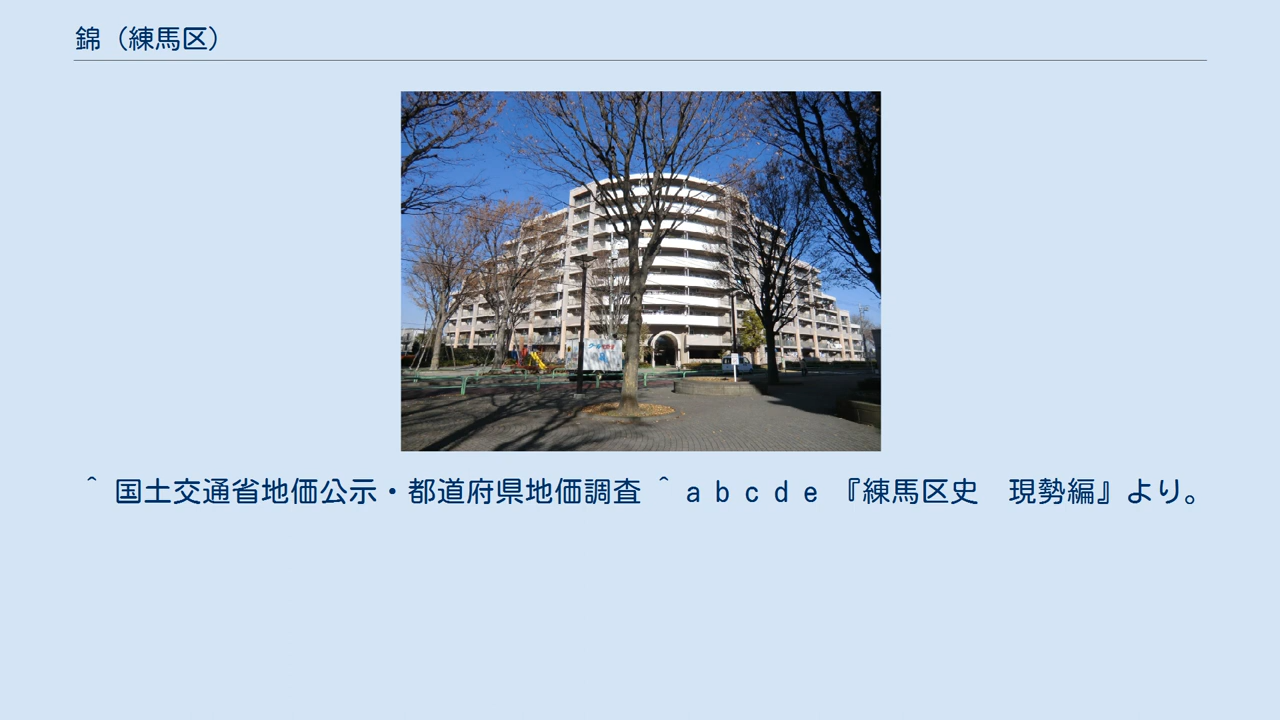 錦（練馬区）
^ 国土交通省地価公示・都道府県地価調査 ^ a b c d e 『練馬区史　現勢編』より。